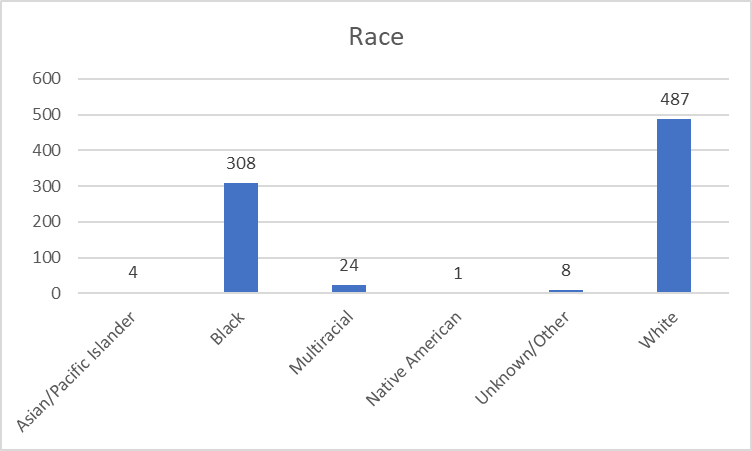 Race
600
500
400
300
200
100
0
4
308
24
1
8
487
Asian/Pacific Islander
Black
Multiracial
Native American
Unknown/Other
White